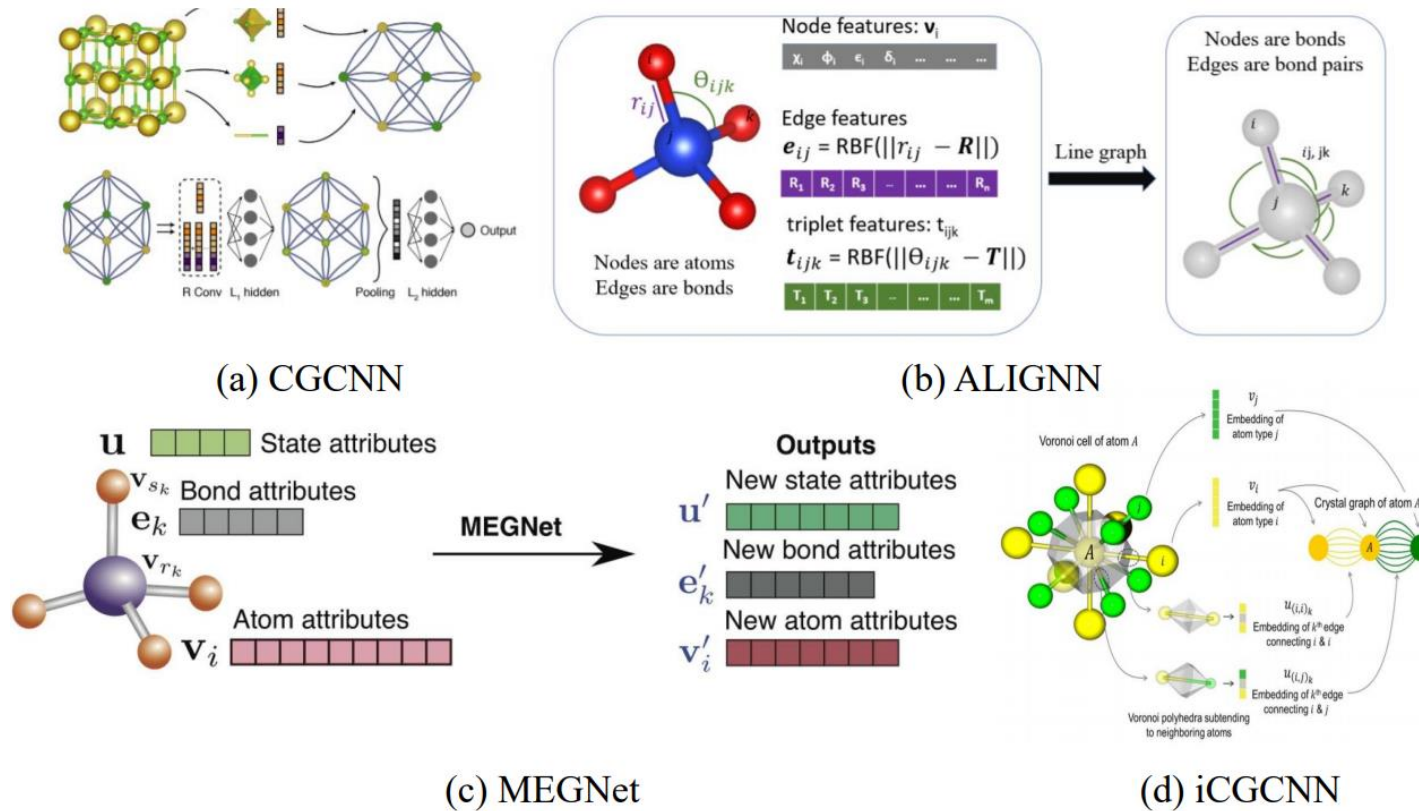 R Conv
L₁ hidden
Pooling
L₂ hidden
Output
(a) CGCNN
i
Θijk
rij
k
j
Nodes are atoms
Edges are bonds
Node features: vi
χi ϕi ϵi δi ... ... ...
Edge features
eij = RBF(||rij − R||)
R₁ R₂ R₃ .. ... ... Rn
triplet features: tijk
tijk = RBF(||Θijk − T||)
T₁ T₂ T₃ .. ... ... Tm
Line graph
Nodes are bonds
Edges are bond pairs
i
ij, jk
k
j
(b) ALIGNN
u State attributes
vsk
Bond attributes
ek
vrk
Atom attributes
vi
MEGNet
Outputs
New state attributes
u′
New bond attributes
e′k
New atom attributes
v′i
(c) MEGNet
Voronoi cell of atom A
j
A
i
vj
Embedding of
atom type j
vi
Embedding of
atom type i
Crystal graph of atom A
A
u(i,i)k
Embedding of kth edge
connecting i & i
u(i,j)k
Embedding of kth edge
connecting i & j
Voronoi polyhedra subtending
to neighboring atoms
(d) iCGCNN